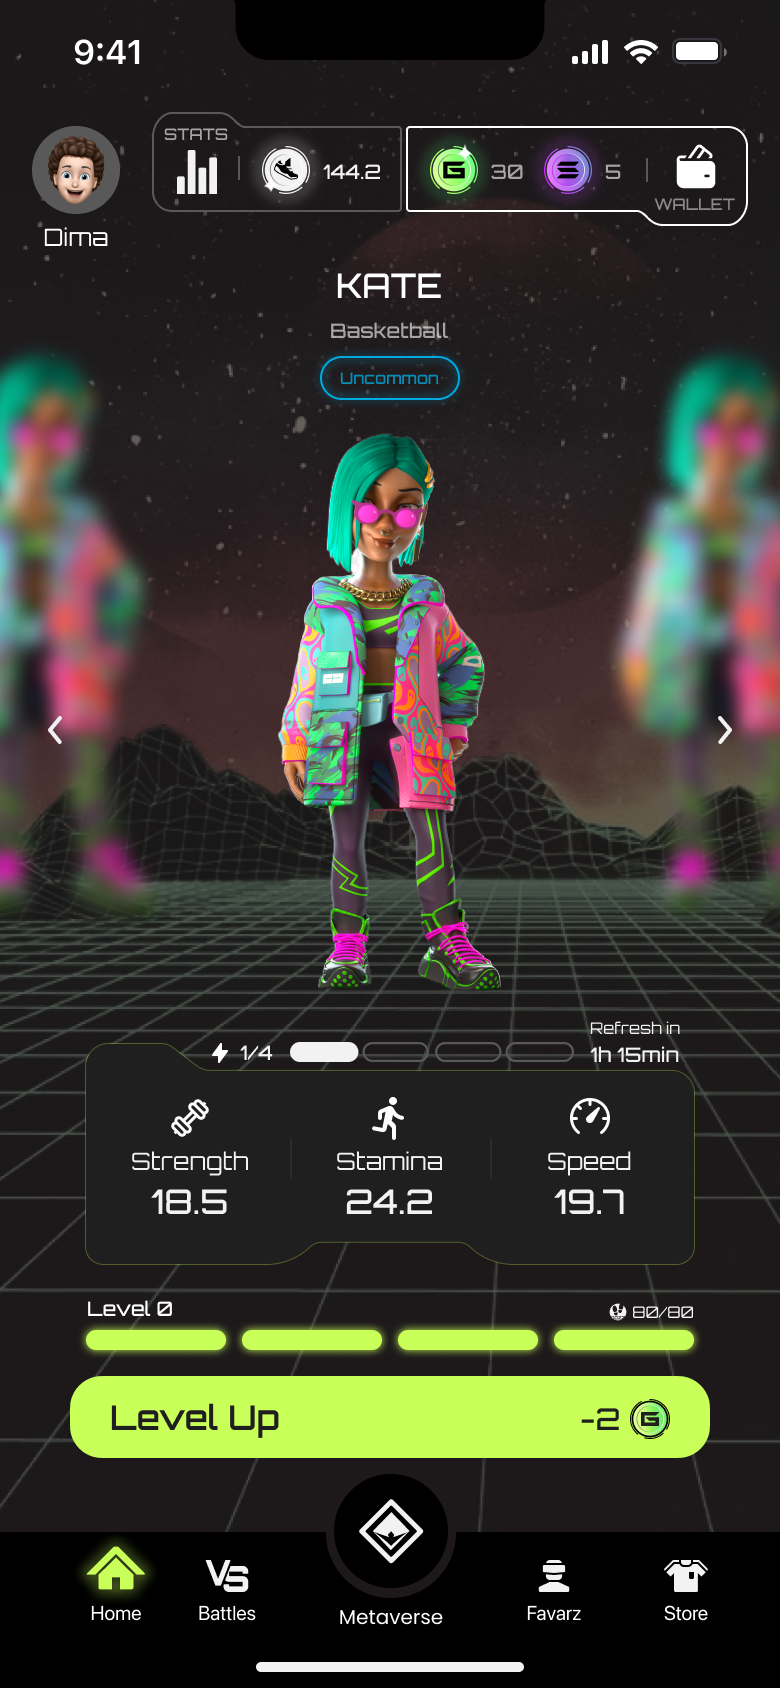 9:41
STATS
144.2
G
30
5
WALLET
Dima
KATE
Basketball
Uncommon
1/4
Refresh in
1h 15min
Strength
18.5
Stamina
24.2
Speed
19.7
Level 0
80/80
Level Up
-2 G
VS
Home
Battles
Metaverse
Favarz
Store